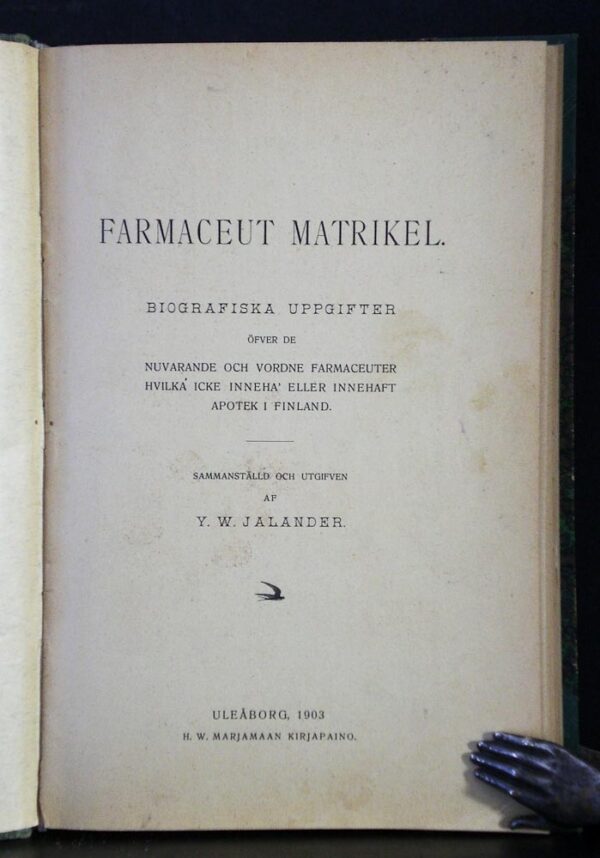 FARMACEUT MATRIKEL.
BIOGRAFISKA UPPGIFTER
ÖFVER DE
NUVARANDE OCH VORDNE FARMACEUTER
HVILKA ICKE INNEHA' ELLER INNEHAFT
APOTEK I FINLAND.
SAMMANSTÄLLD OCH UTGIFVEN
AF
Y. W. JALANDER.
ULEÅBORG, 1903
H. W. MARJAMAAN KIRJAPAINO.